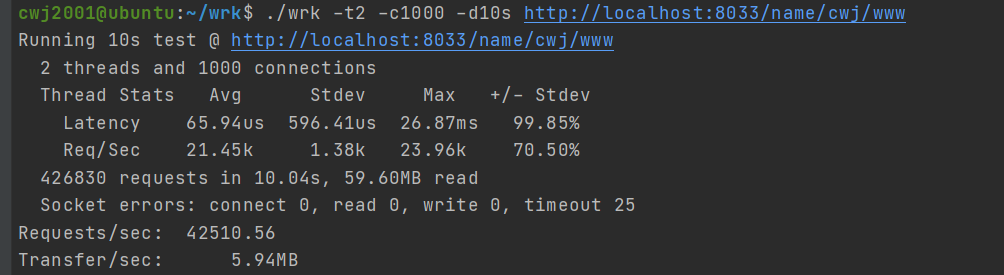 cwj2001@ubuntu:~/wrk$ ./wrk -t2 -c1000 -d10s http://localhost:8033/name/cwj/www
Running 10s test @ http://localhost:8033/name/cwj/www
  2 threads and 1000 connections
  Thread Stats   Avg      Stdev     Max   +/- Stdev
    Latency    65.94us  596.41us  26.87ms   99.85%
    Req/Sec    21.45k     1.38k   23.96k    70.50%
  426830 requests in 10.04s, 59.60MB read
  Socket errors: connect 0, read 0, write 0, timeout 25
Requests/sec:  42510.56
Transfer/sec:      5.94MB